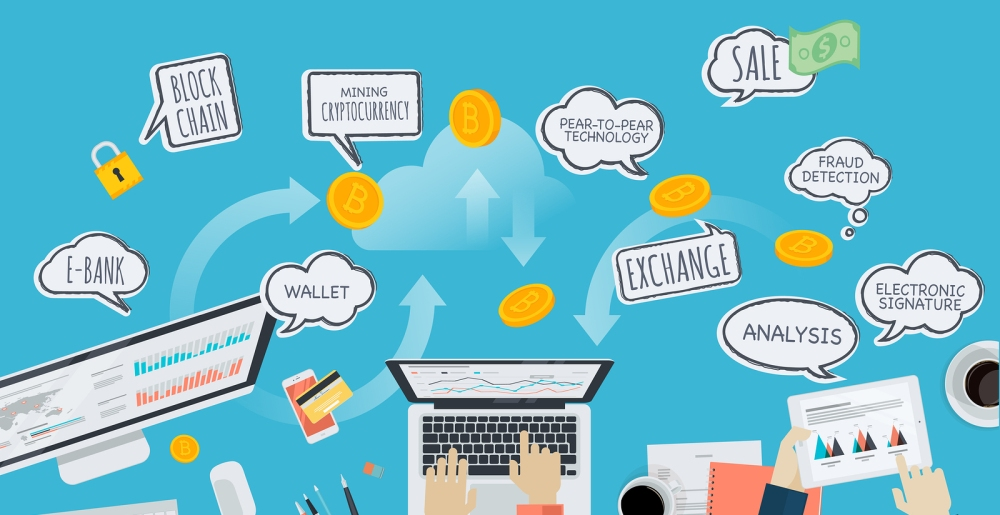 SALE
BLOCK
CHAIN
MINING
CRYPTOCURRENCY
PEAR-TO-PEAR
TECHNOLOGY
FRAUD
DETECTION
E-BANK
WALLET
EXCHANGE
ELECTRONIC
SIGNATURE
ANALYSIS